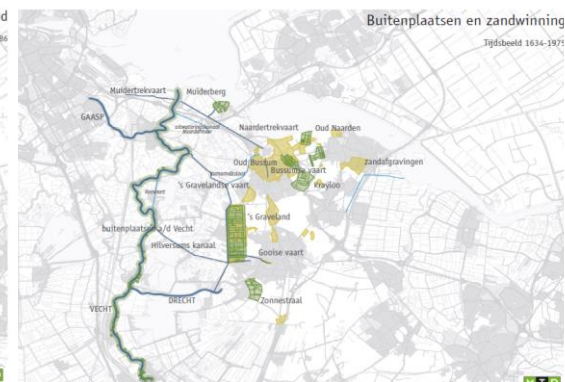 d
Buitenplaatsen en zandwinning
Tijdsbeeld 1634-1975
Muidertrekvaart
Muiderberg
GAASP
Naardertrekvaart
Oud Naarden
Oud Bussum
Bussumse vaart
zandafgravingen
's Gravelandse vaart
Krayloo
's Graveland
buitenplaatsen a/d Vecht
Hilversums kanaal
Gooise vaart
DRECHT
Zonnestraal
VECHT